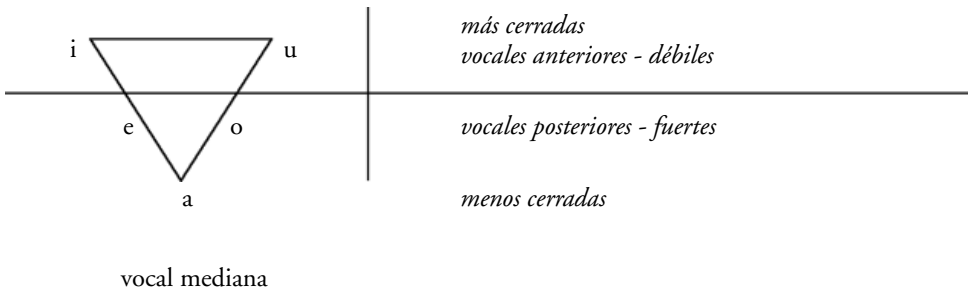 más cerradas
i u vocales anteriores - débiles
e o vocales posteriores - fuertes
a menos cerradas
vocal mediana